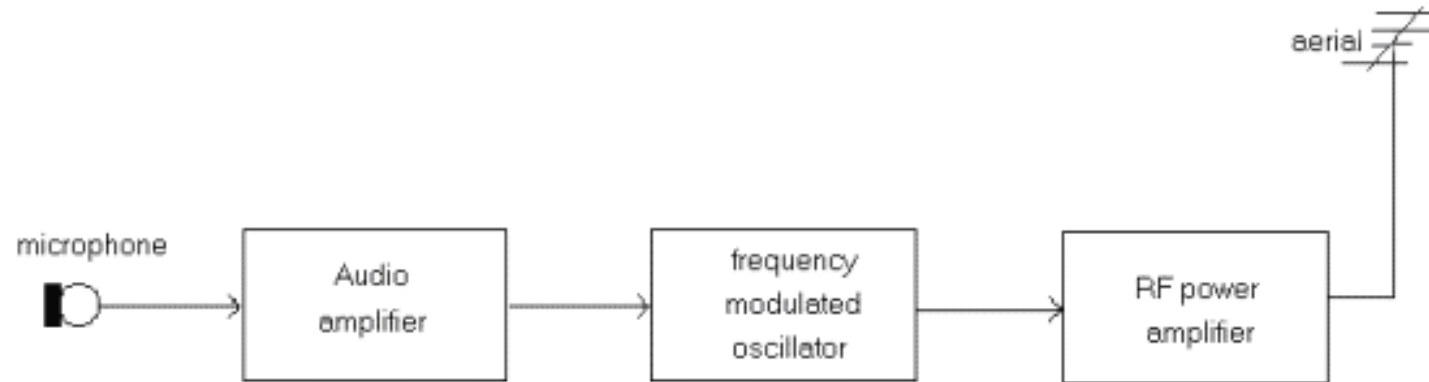 aerial
microphone
Audio
amplifier
frequency
modulated
oscillator
RF power
amplifier